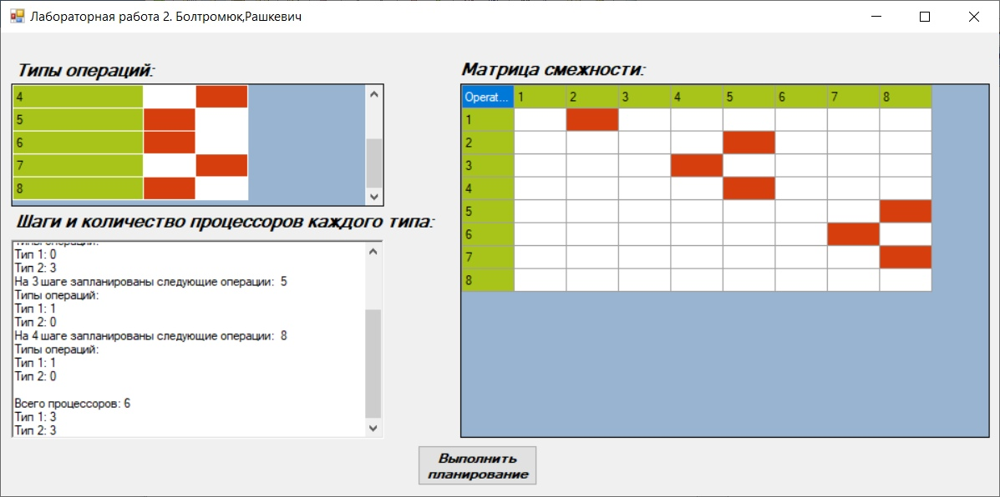 Лабораторная работа 2. Болтромюк,Рашкевич
Типы операций:
4
5
6
7
8
Шаги и количество процессоров каждого типа:
Типы операций:
Тип 1: 0
Тип 2: 3
На 3 шаге запланированы следующие операции: 5
Типы операций:
Тип 1: 1
Тип 2: 0
На 4 шаге запланированы следующие операции: 8
Типы операций:
Тип 1: 1
Тип 2: 0
Всего процессоров: 6
Тип 1: 3
Тип 2: 3
Матрица смежности:
Operat... 1 2 3 4 5 6 7 8
1
2
3
4
5
6
7
8
Выполнить
планирование